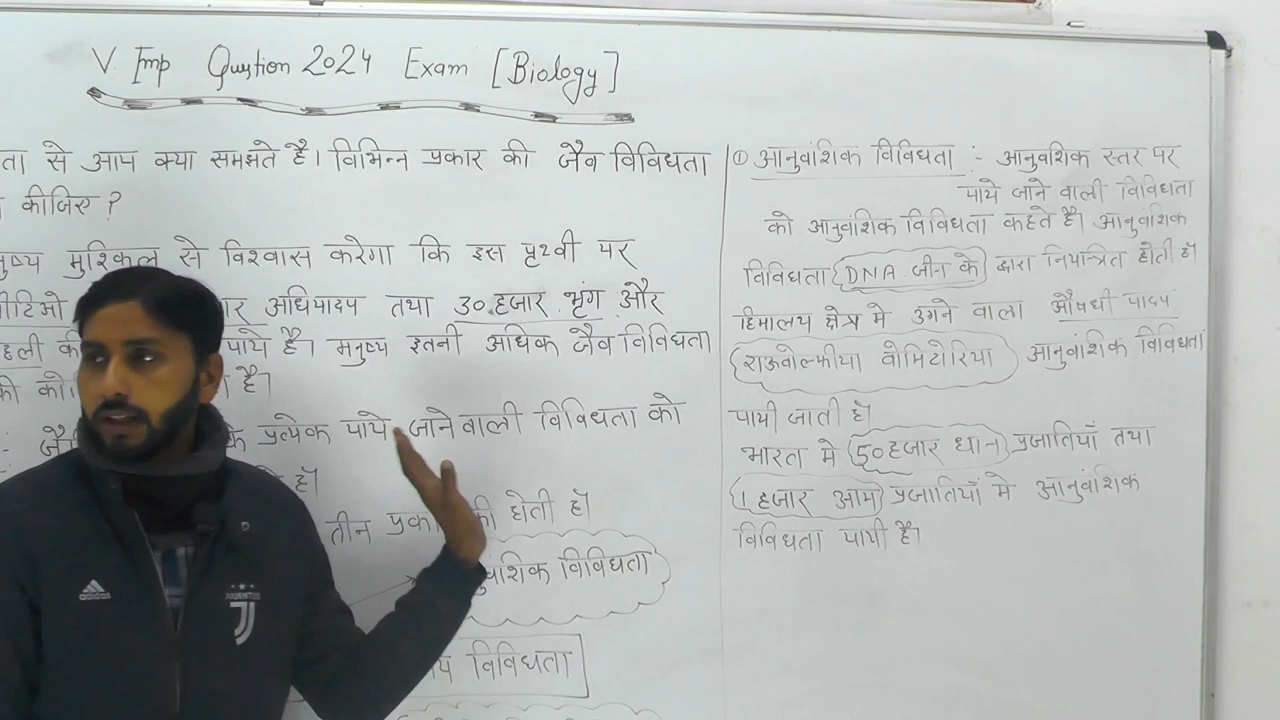 V. Imp Question 2024 Exam [Biology]
ता से आप क्या समझते है। विभिन्न प्रकार की जैव विविधता
कीजिए ?
नुष्य मुश्किल से विश्वास करेगा कि इस पृथ्वी पर
अधिपादप तथा 30 हजार भृंग और
पाये है। मनुष्य इतनी अधिक जैव विविधता
है।
प्रत्येक पाये जाने वाली विविधता को
है
तीन की होती है
विविधता
विविधता
① आनुवांशिक विविधता :- आनुवंशिक स्तर पर
पाये जाने वाली विविधता
को आनुवांशिक विविधता कहते है। आनुवांशिक
विविधता DNA जीन के द्वारा नियन्त्रित होती है
हिमालय क्षेत्र मे उगने वाला औषधी पादप
राऊवोल्फीया वोमिटोरिया आनुवांशिक विविधता
पायी जाती है
भारत मे 50 हजार धान प्रजातियाँ तथा
1 हजार आम प्रजातियाँ मे आनुवांशिक
विविधता पायी है।
adidas
JUVENTUS